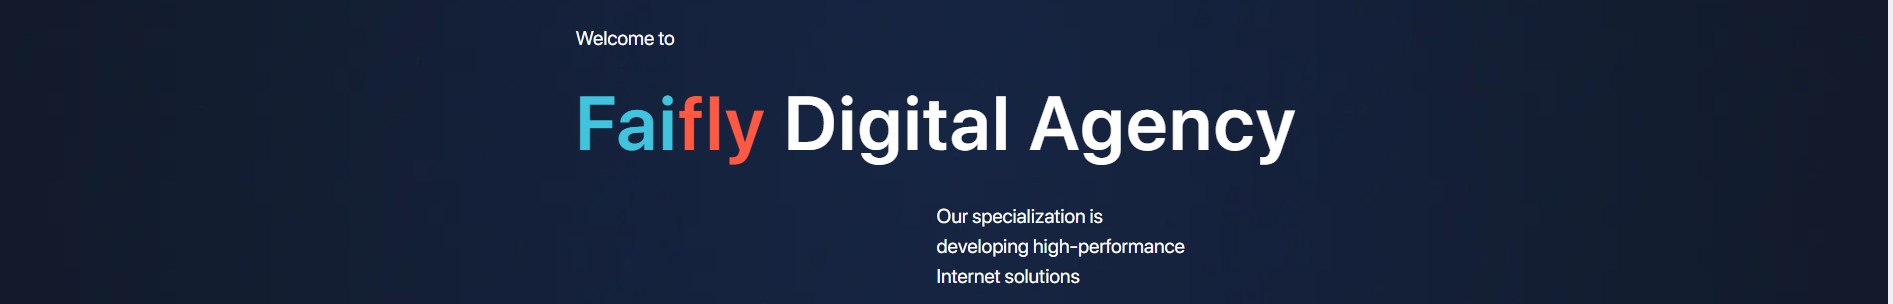 Welcome to
Faifly Digital Agency
Our specialization is
developing high-performance
Internet solutions